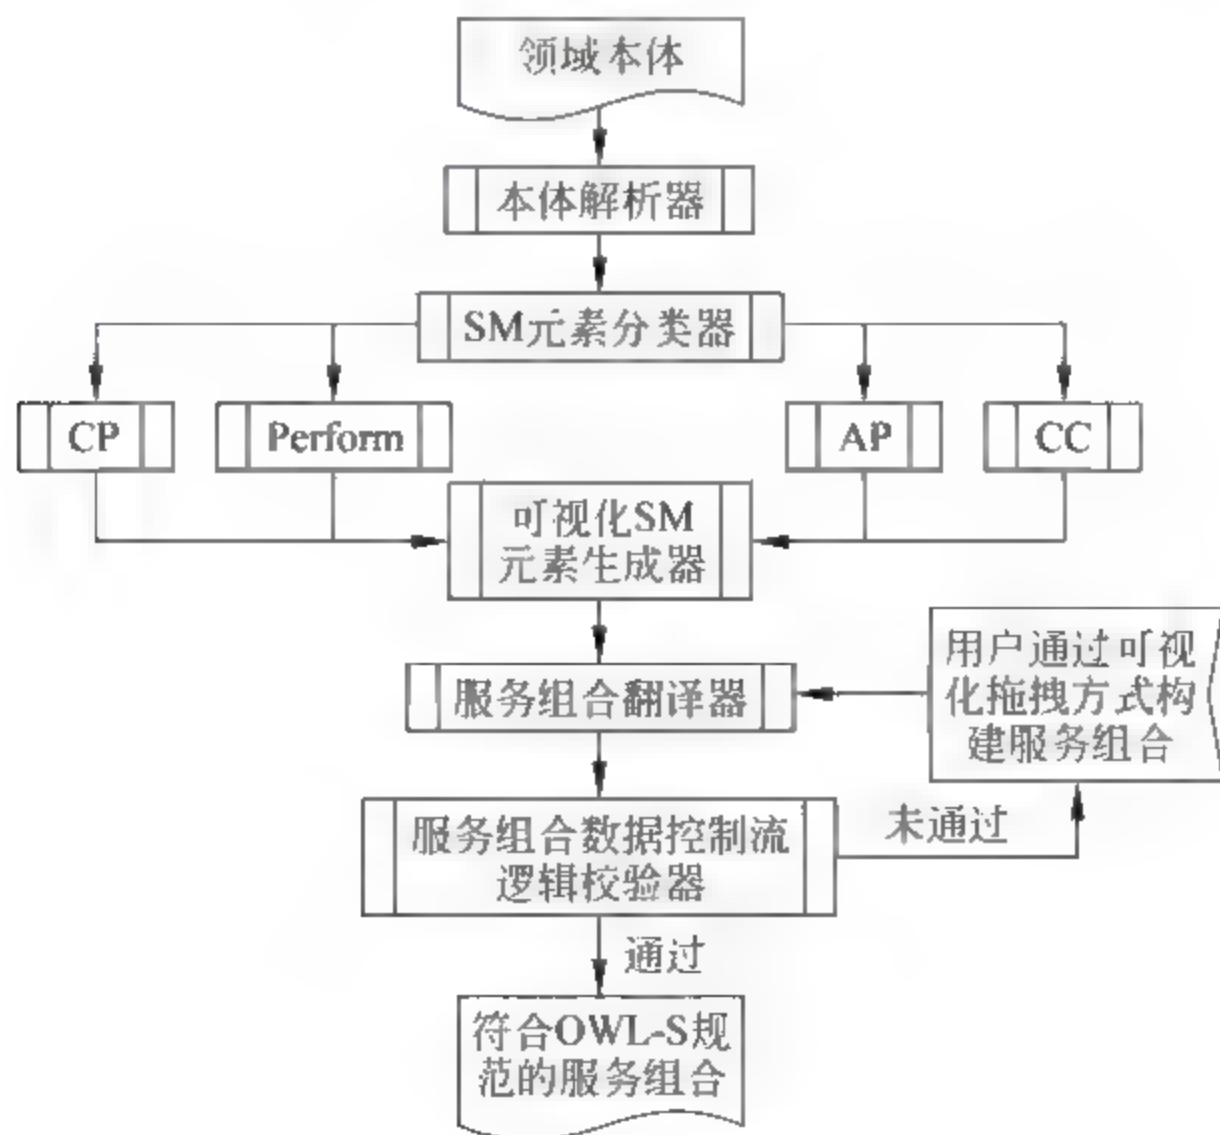 领域本体
本体解析器
SM元素分类器
CP
Perform
AP
CC
可视化SM
元素生成器
用户通过可视
化拖拽方式构
建服务组合
服务组合翻译器
服务组合数据控制流
逻辑校验器
未通过
通过
符合OWL-S规
范的服务组合